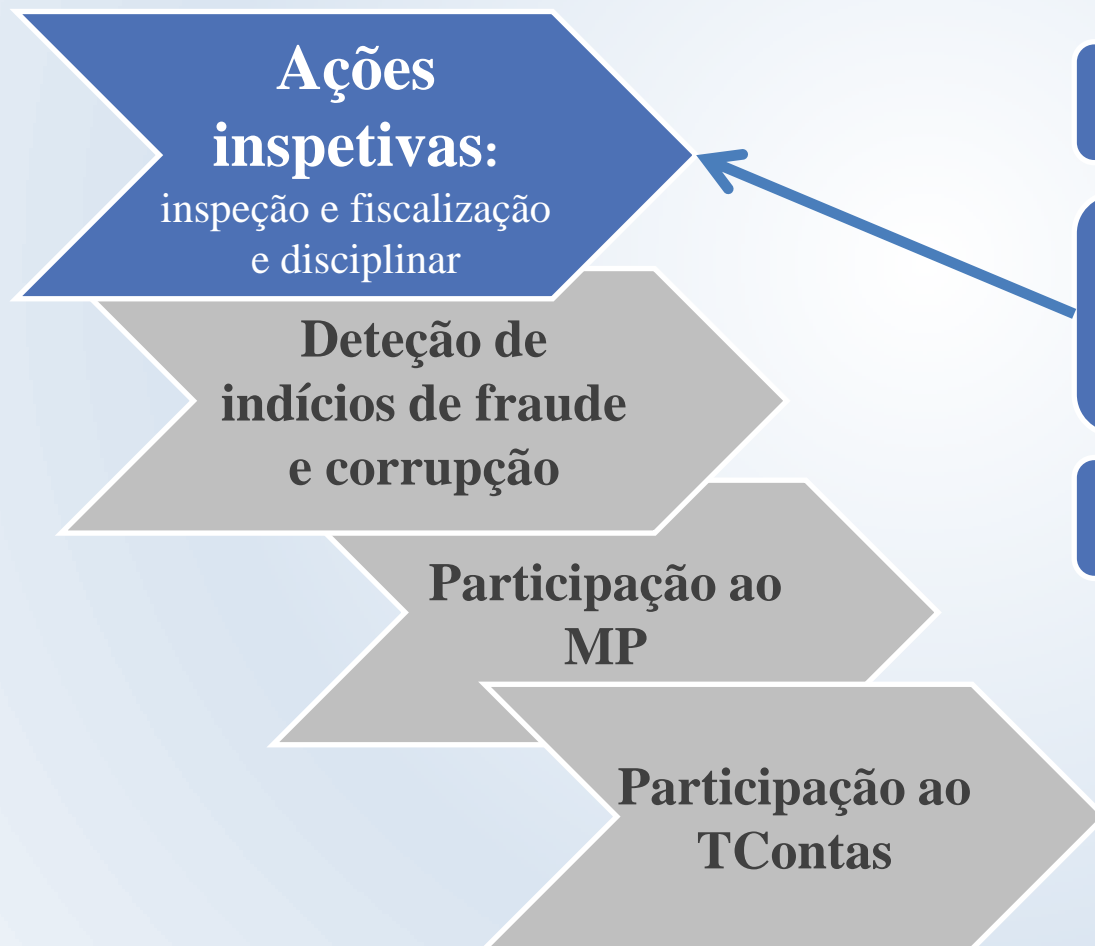 Ações
inspetivas:
inspeção e fiscalização
e disciplinar
Deteção de
indícios de fraude
e corrupção
Participação ao
MP
Participação ao
TContas